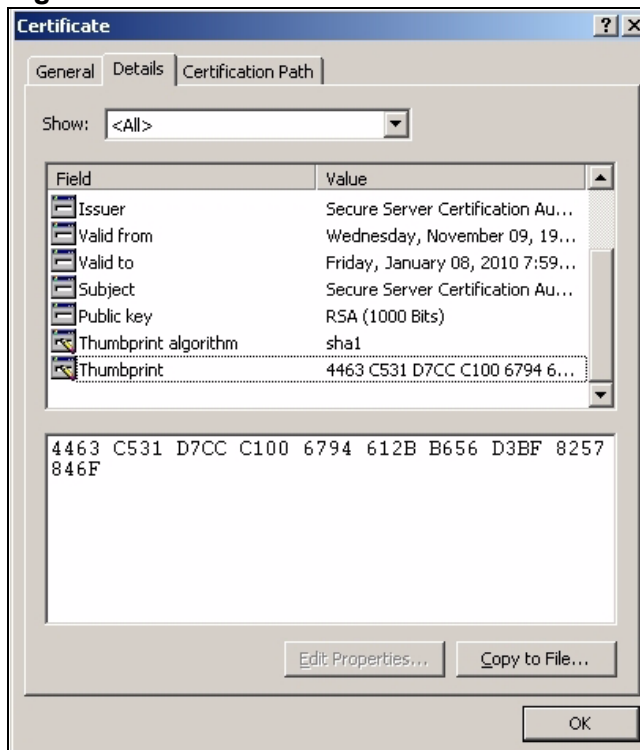 Certificate
General Details Certification Path
Show: <All>
Field Value
Issuer Secure Server Certification Au...
Valid from Wednesday, November 09, 19...
Valid to Friday, January 08, 2010 7:59...
Subject Secure Server Certification Au...
Public key RSA (1000 Bits)
Thumbprint algorithm sha1
Thumbprint 4463 C531 D7CC C100 6794 6...
4463 C531 D7CC C100 6794 612B B656 D3BF 8257
846F
Edit Properties... Copy to File...
OK